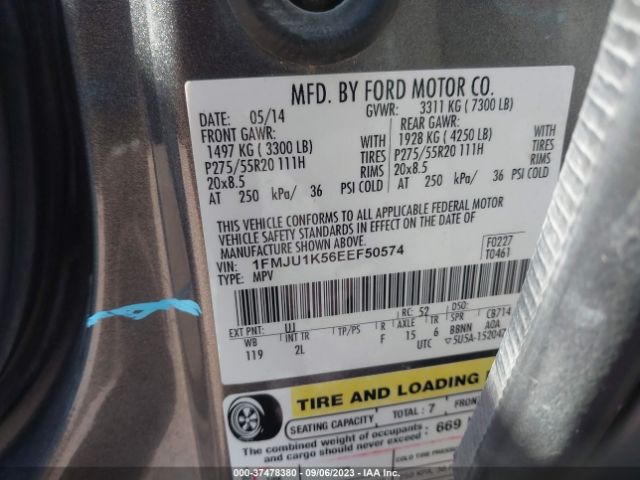 MFD. BY FORD MOTOR CO.
DATE: 05/14 GVWR: 3311 KG ( 7300 LB)
FRONT GAWR: REAR GAWR:
1497 KG ( 3300 LB) WITH 1928 KG ( 4250 LB) WITH
P275/55R20 111H TIRES P275/55R20 111H TIRES
20x8.5 RIMS 20x8.5 RIMS
AT 250 kPa/ 36 PSI COLD AT 250 kPa/ 36 PSI COLD
THIS VEHICLE CONFORMS TO ALL APPLICABLE FEDERAL MOTOR
VEHICLE SAFETY STANDARDS IN EFFECT ON THE DATE OF
MANUFACTURE SHOWN ABOVE.
VIN: 1FMJU1K56EEF50574 F0227
TYPE: MPV T0461
EXT PNT: UJ RC: 52 DSO:
WB INT TR TP/PS R AXLE TR SPR CB714
119 2L F 15 6 BBNN AOA
UTC
TIRE AND LOADING
SEATING CAPACITY TOTAL: 7
The combined weight of occupants
and cargo should never exceed: 669
000-37478380 - 09/06/2023 - IAA Inc.